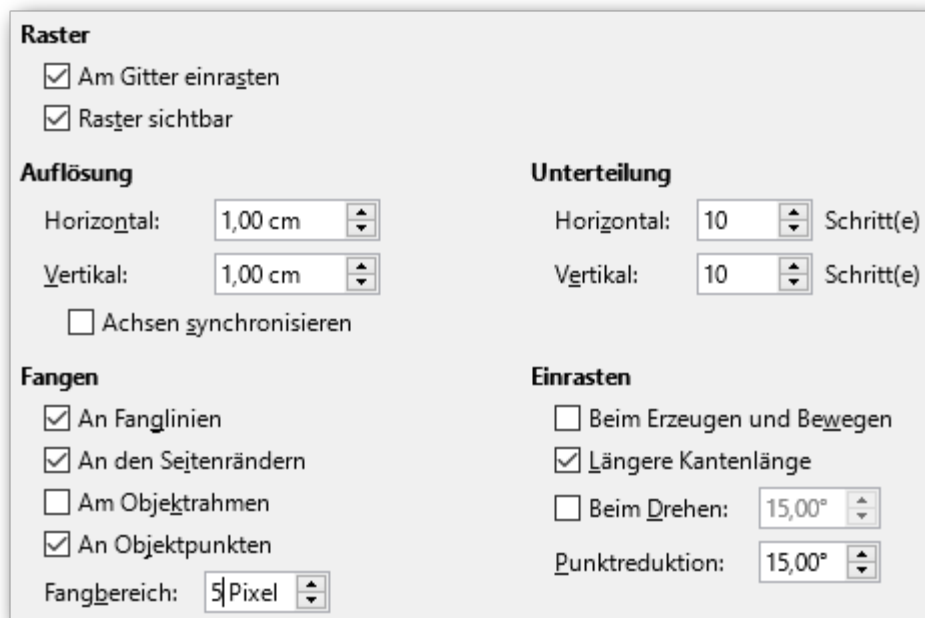 Raster
Am Gitter einrasten
Raster sichtbar
Auflösung
Horizontal: 1,00 cm
Vertikal: 1,00 cm
Achsen synchronisieren
Unterteilung
Horizontal: 10 Schritt(e)
Vertikal: 10 Schritt(e)
Fangen
An Fanglinien
An den Seitenrändern
Am Objektrahmen
An Objektpunkten
Fangbereich: 5 Pixel
Einrasten
Beim Erzeugen und Bewegen
Längere Kantenlänge
Beim Drehen: 15,00°
Punktreduktion: 15,00°